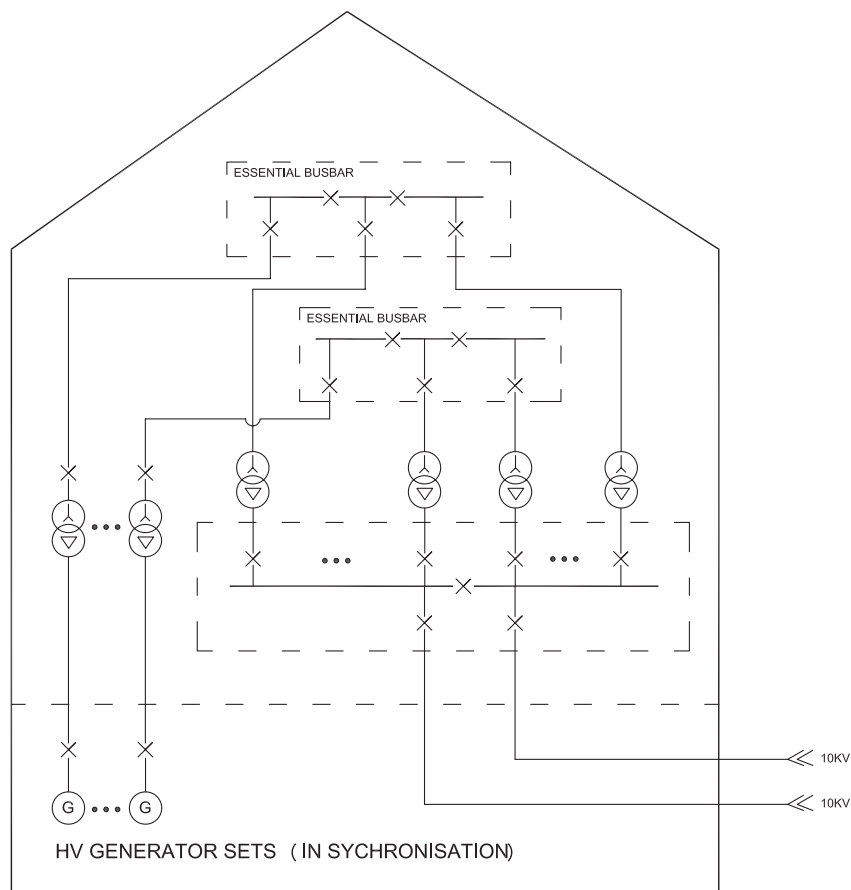 ESSENTIAL BUSBAR
ESSENTIAL BUSBAR
10KV
10KV
G G
HV GENERATOR SETS ( IN SYCHRONISATION)